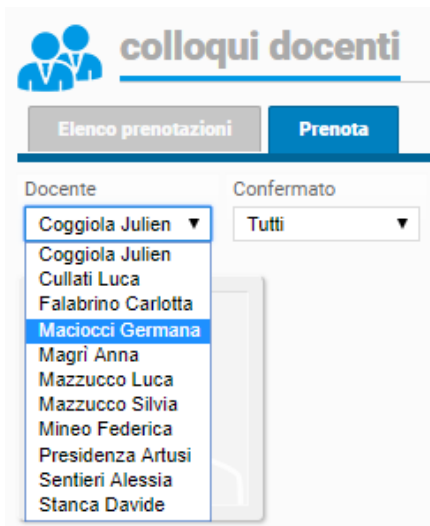 colloqui docenti
Elenco prenotazioni Prenota
Docente Confermato
Coggiola Julien ▼ Tutti ▼
Coggiola Julien
Cullati Luca
Falabrino Carlotta
Maciocci Germana
Magrì Anna
Mazzucco Luca
Mazzucco Silvia
Mineo Federica
Presidenza Artusi
Sentieri Alessia
Stanca Davide